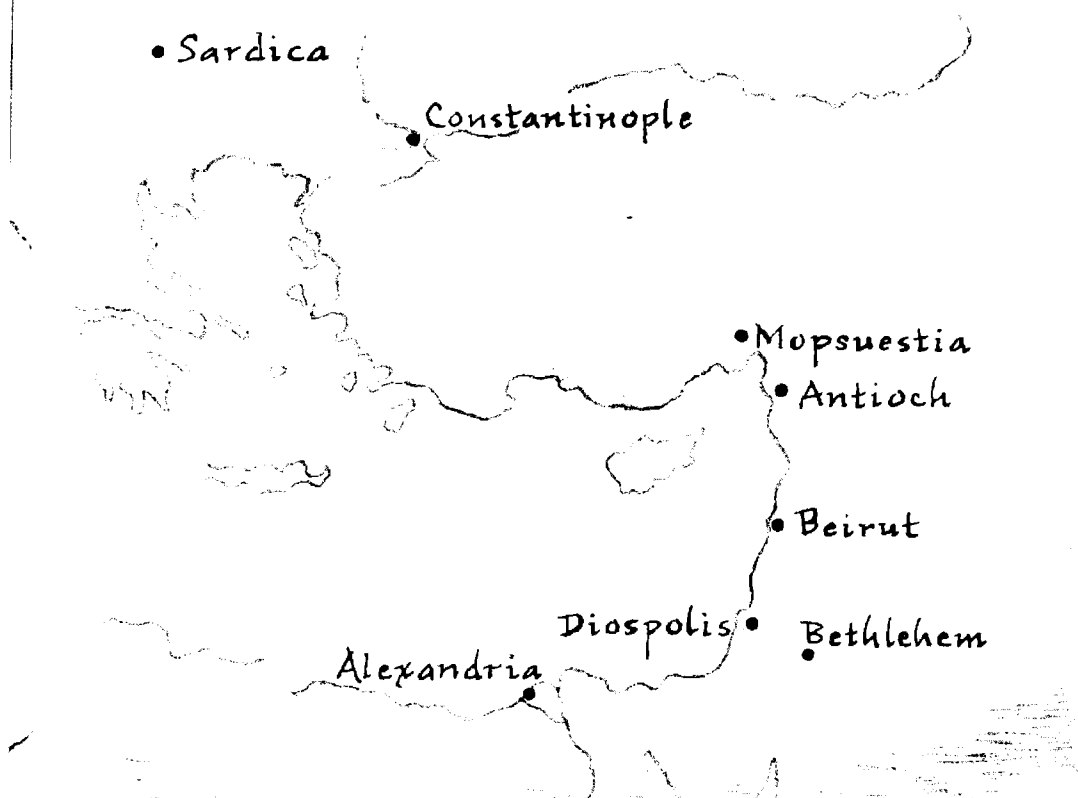 Sardica
Constantinople
Mopsuestia
Antioch
Beirut
Diospolis
Bethlehem
Alexandria